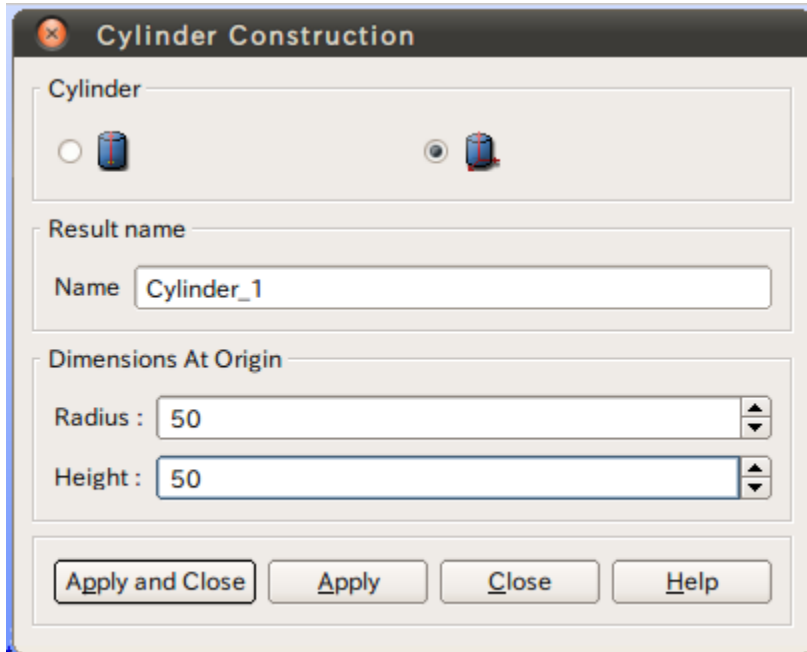 Cylinder Construction
Cylinder
Result name
Name Cylinder_1
Dimensions At Origin
Radius : 50
Height : 50
Apply and Close Apply Close Help